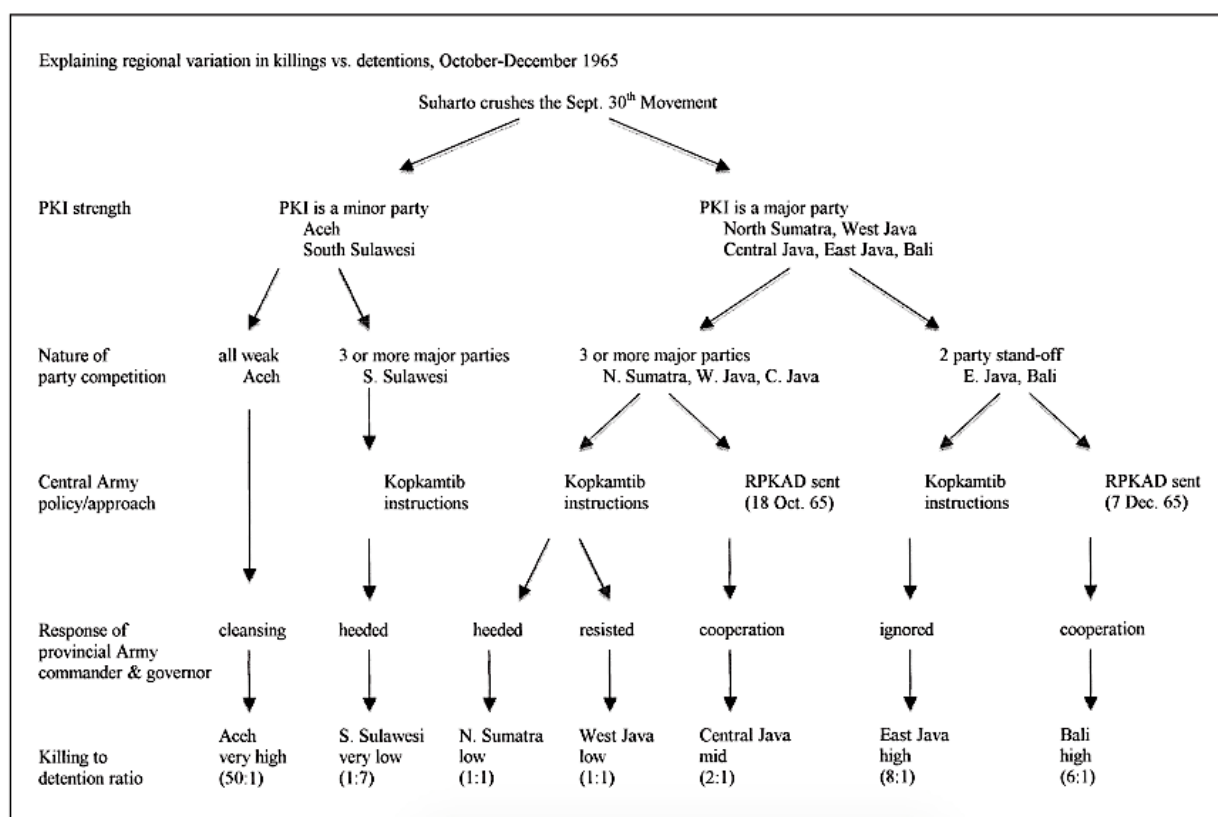 Explaining regional variation in killings vs. detentions, October-December 1965
Suharto crushes the Sept. 30th Movement
PKI strength
PKI is a minor party
Aceh
South Sulawesi
PKI is a major party
North Sumatra, West Java
Central Java, East Java, Bali
Nature of
party competition
all weak
Aceh
3 or more major parties
S. Sulawesi
3 or more major parties
N. Sumatra, W. Java, C. Java
2 party stand-off
E. Java, Bali
Central Army
policy/approach
Kopkamtib
instructions
Kopkamtib
instructions
RPKAD sent
(18 Oct. 65)
Kopkamtib
instructions
RPKAD sent
(7 Dec. 65)
Response of
provincial Army
commander & governor
cleansing
heeded
heeded
resisted
cooperation
ignored
cooperation
Killing to
detention ratio
Aceh
very high
(50:1)
S. Sulawesi
very low
(1:7)
N. Sumatra
low
(1:1)
West Java
low
(1:1)
Central Java
mid
(2:1)
East Java
high
(8:1)
Bali
high
(6:1)